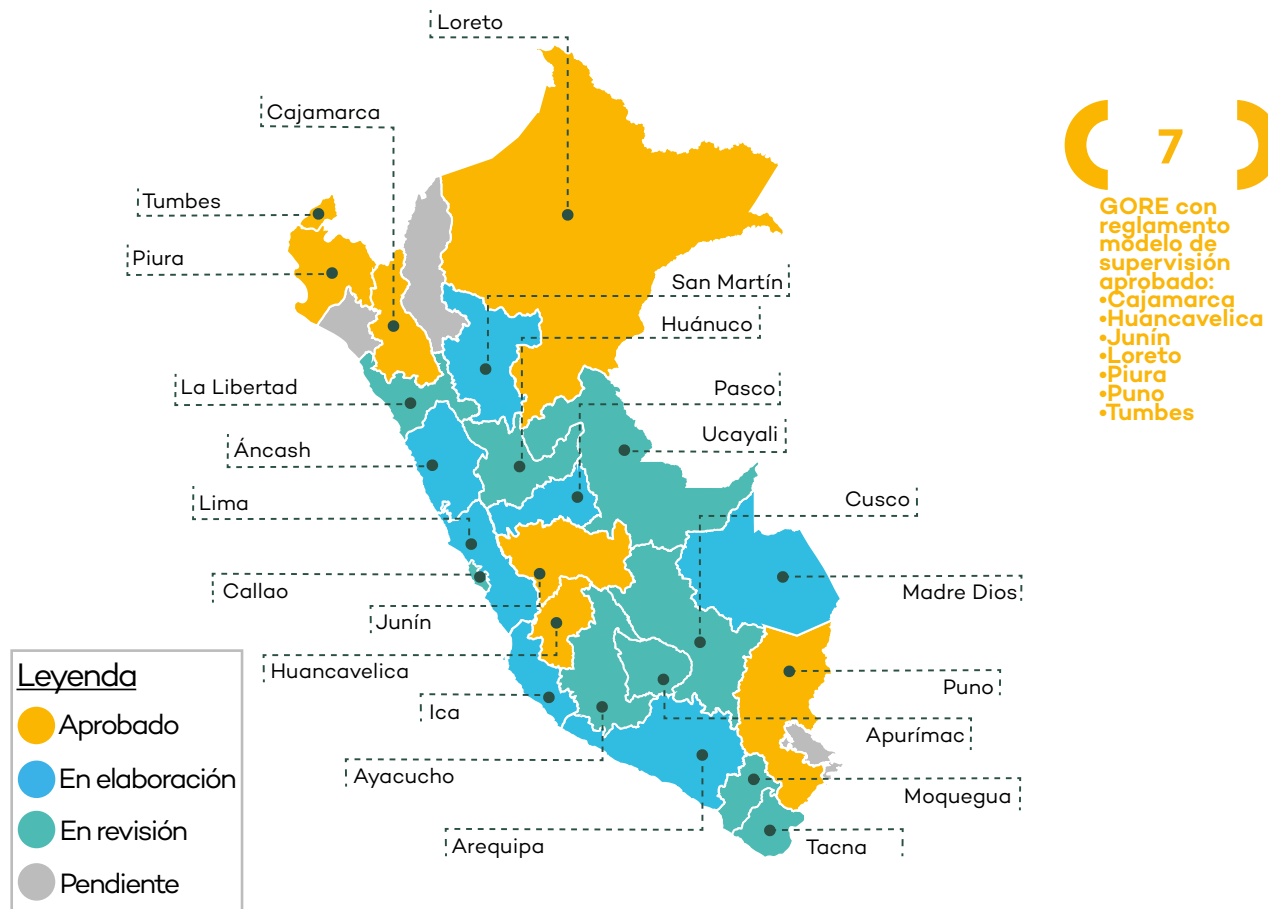 Loreto
Cajamarca
Tumbes
Piura
San Martín
Huánuco
La Libertad
Pasco
Áncash
Ucayali
Lima
Cusco
Callao
Madre Dios
Junín
Huancavelica
Puno
Ica
Apurímac
Ayacucho
Moquegua
Arequipa
Tacna
Leyenda
Aprobado
En elaboración
En revisión
Pendiente
7
GORE con
reglamento
modelo de
supervisión
aprobado:
•Cajamarca
•Huancavelica
•Junín
•Loreto
•Piura
•Puno
•Tumbes